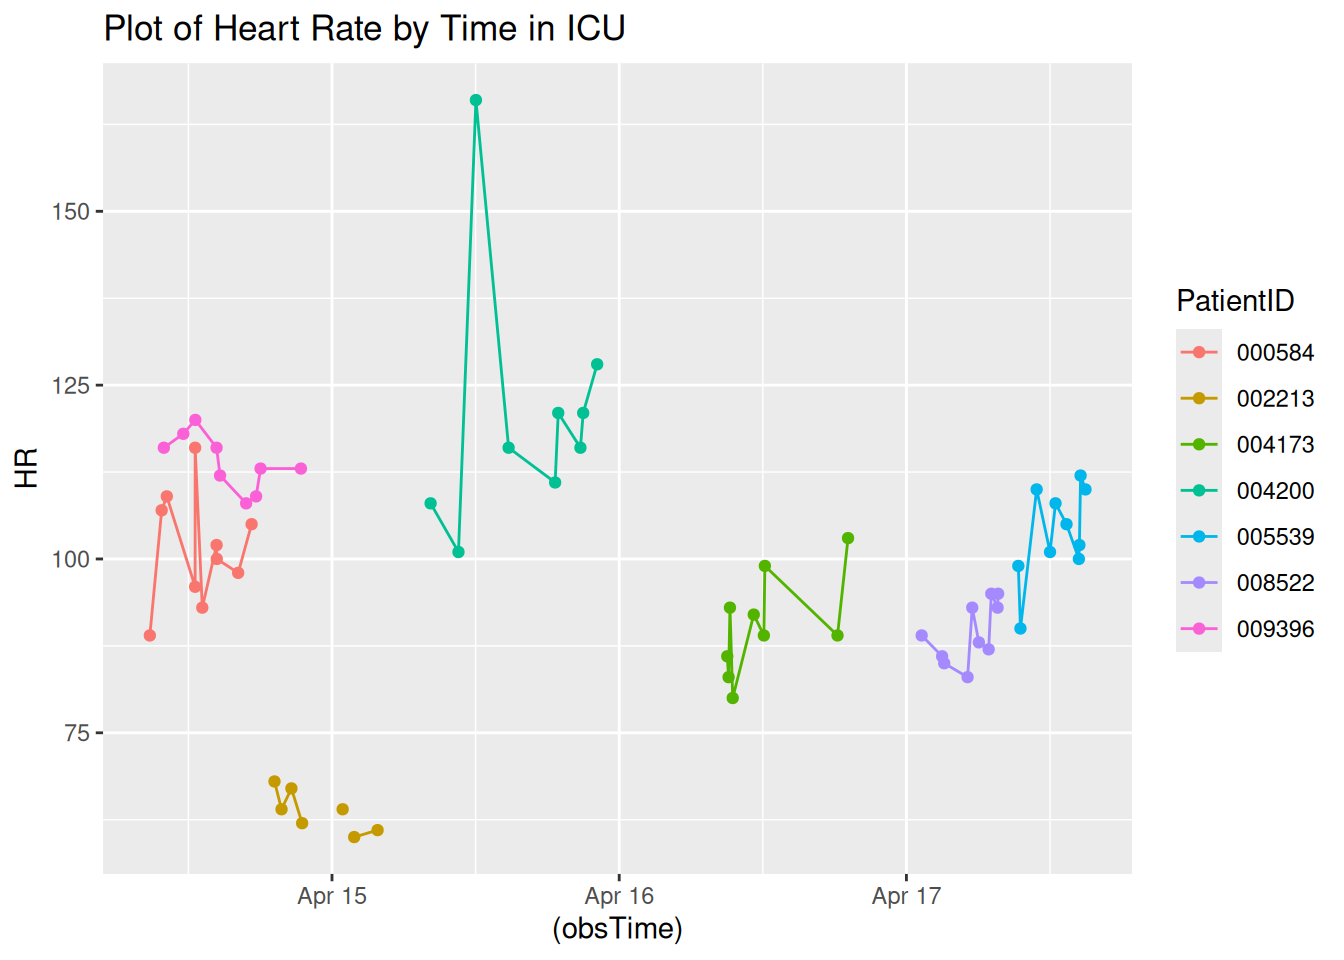 Plot of Heart Rate by Time in ICU
HR
150
125
100
75
Apr 15
Apr 16
Apr 17
(obsTime)
PatientID
000584
002213
004173
004200
005539
008522
009396